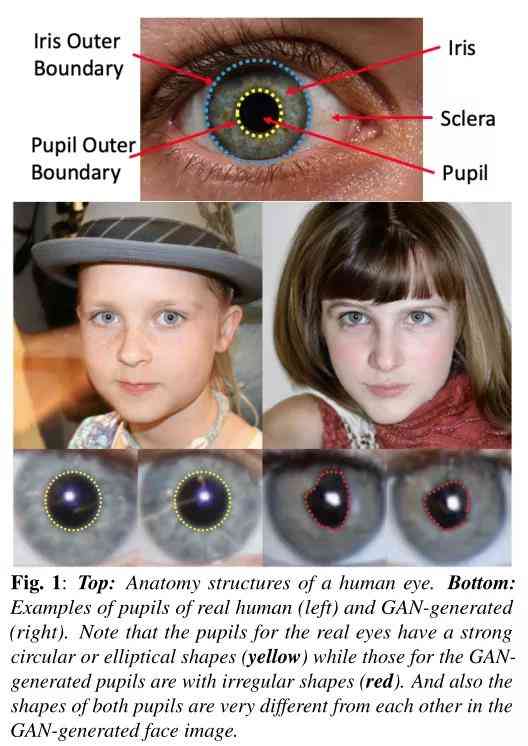 Iris Outer
Boundary
Iris
Sclera
Pupil Outer
Boundary
Pupil
Fig. 1: Top: Anatomy structures of a human eye. Bottom:
Examples of pupils of real human (left) and GAN-generated
(right). Note that the pupils for the real eyes have a strong
circular or elliptical shapes (yellow) while those for the GAN-
generated pupils are with irregular shapes (red). And also the
shapes of both pupils are very different from each other in the
GAN-generated face image.